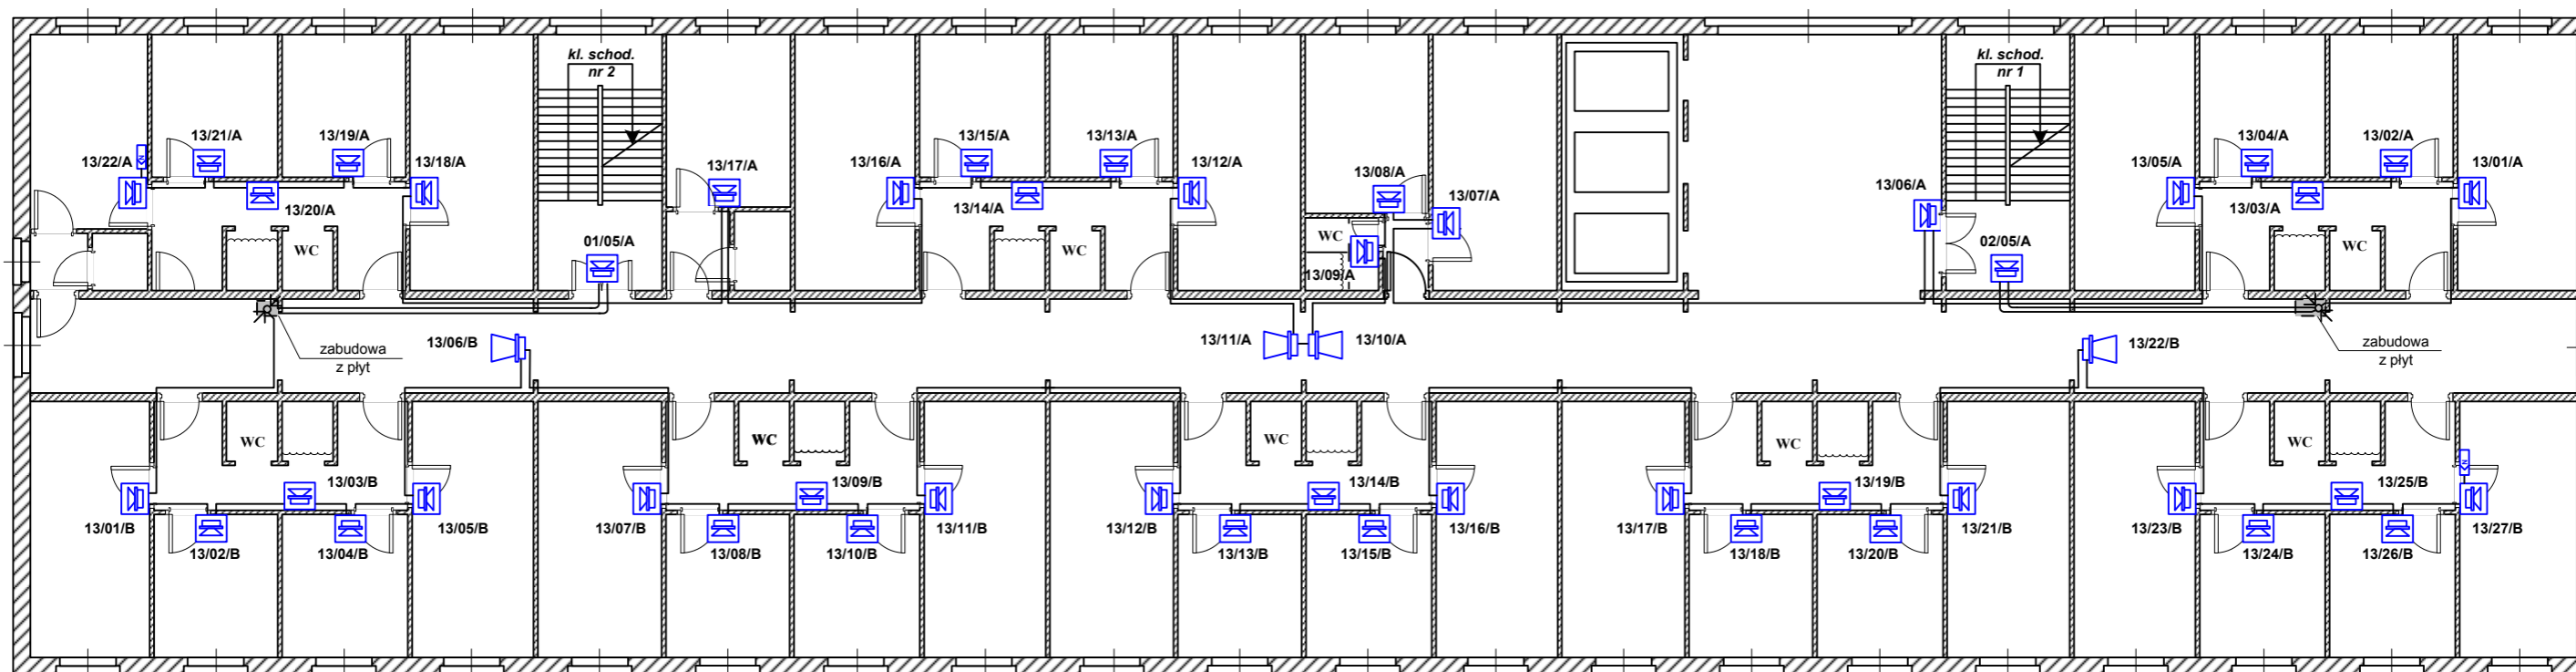 kl. schod.
nr 2
kl. schod.
nr 1
13/21/A
13/19/A
13/15/A
13/13/A
13/04/A
13/02/A
13/22/A
13/18/A
13/17/A
13/16/A
13/12/A
13/08/A
13/07/A
13/06/A
13/05/A
13/01/A
13/20/A
13/14/A
13/03/A
WC
01/05/A
WC
WC
13/09/A
02/05/A
WC
13/06/B
zabudowa
z płyt
13/11/A
13/10/A
13/22/B
zabudowa
z płyt
WC
WC
WC
WC
WC
13/03/B
13/09/B
13/14/B
13/19/B
13/25/B
13/01/B
13/05/B
13/07/B
13/11/B
13/12/B
13/16/B
13/17/B
13/21/B
13/23/B
13/27/B
13/02/B
13/04/B
13/08/B
13/10/B
13/13/B
13/15/B
13/18/B
13/20/B
13/24/B
13/26/B